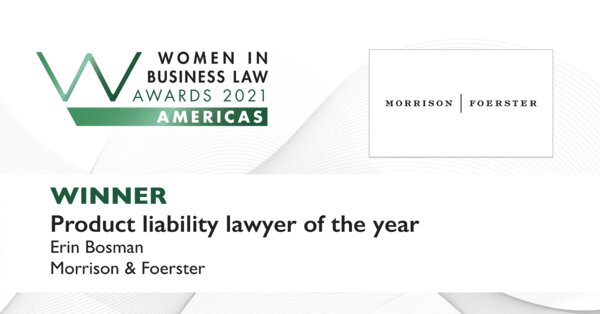 WOMEN IN
BUSINESS LAW
AWARDS 2021
AMERICAS
MORRISON | FOERSTER
WINNER
Product liability lawyer of the year
Erin Bosman
Morrison & Foerster